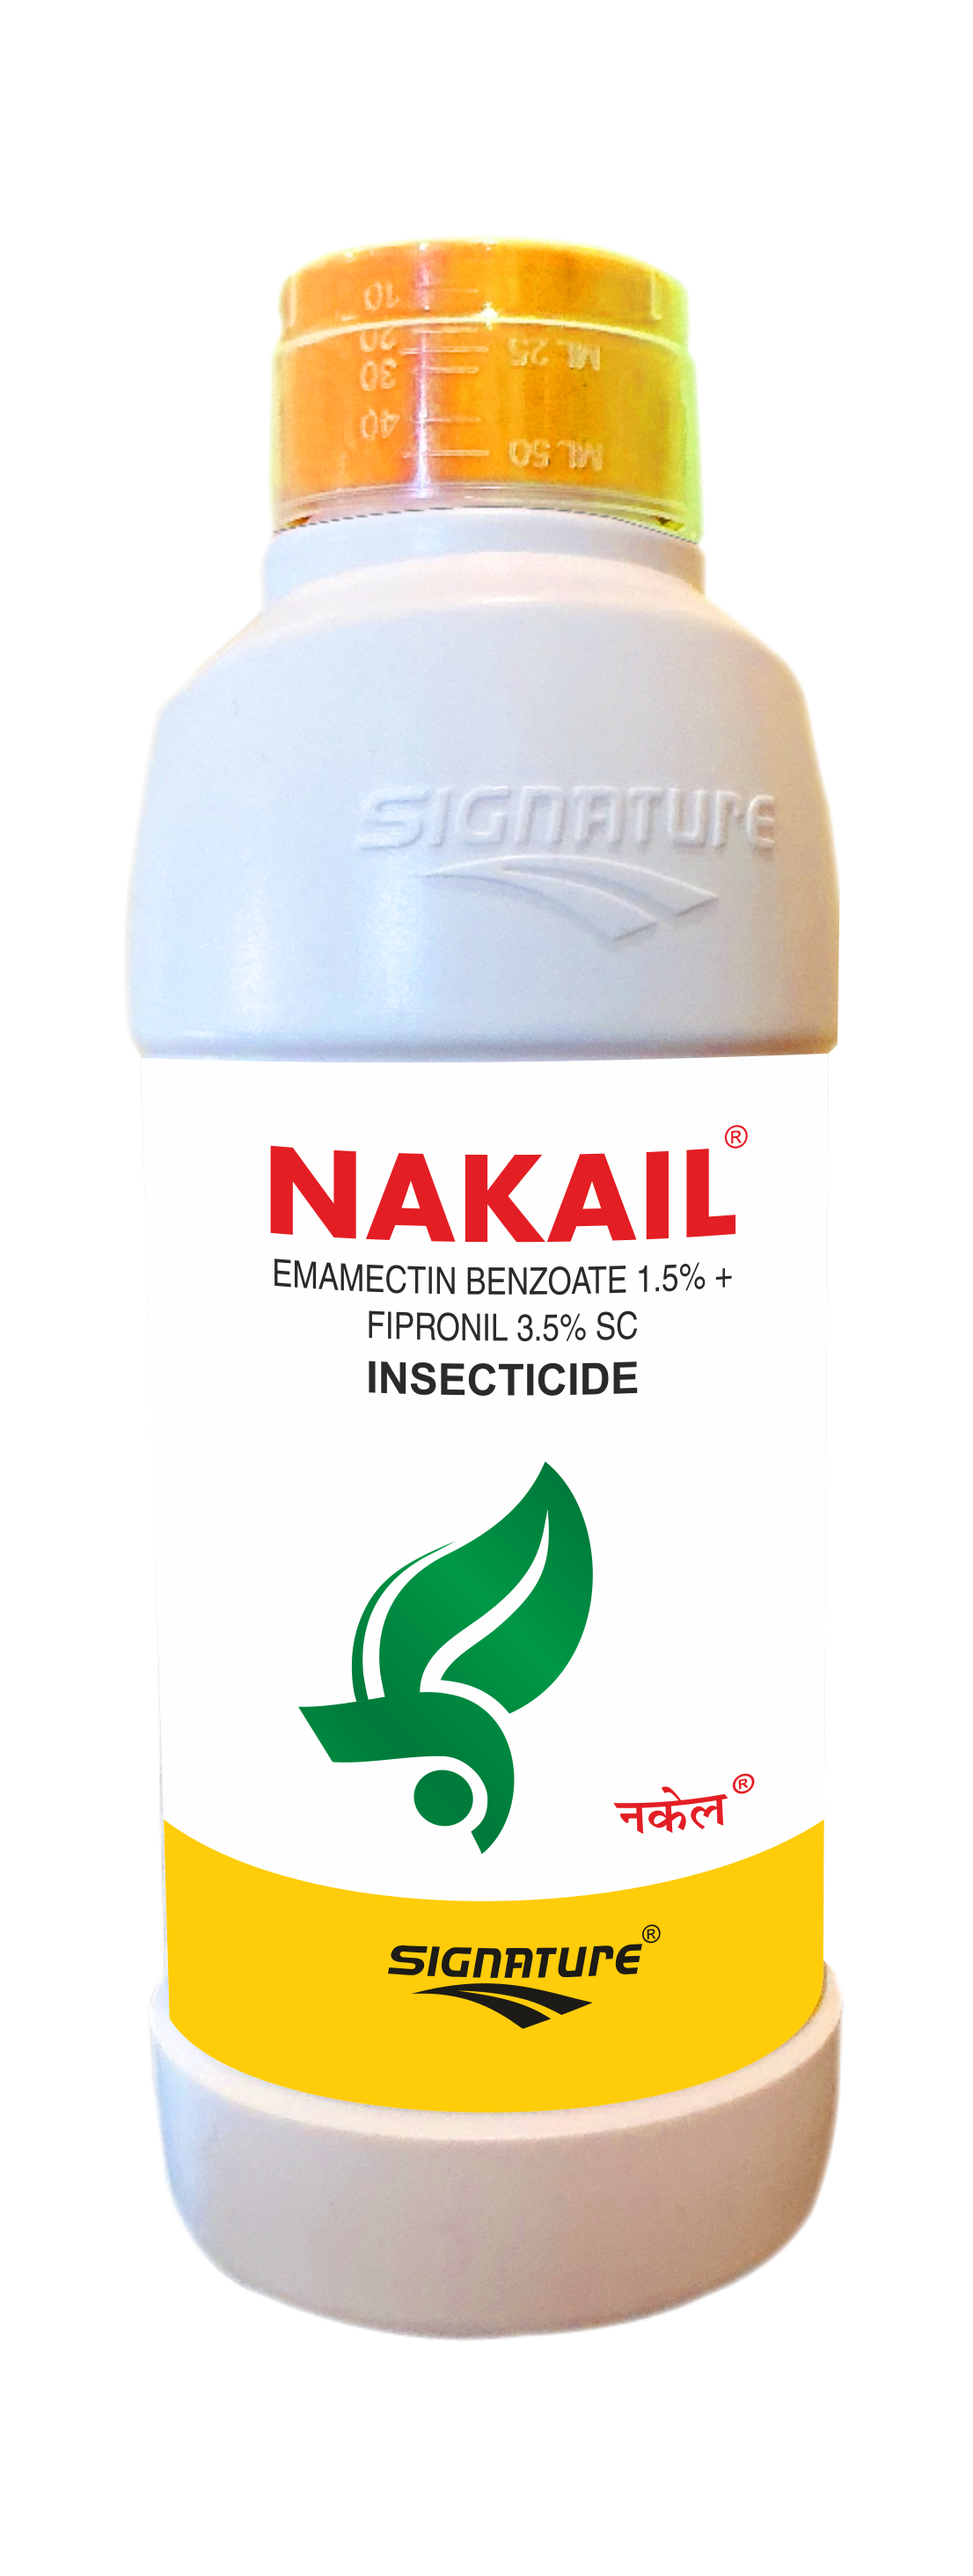 10
20
ML 25
30
40
ML 50
SIGNATURE
NAKAIL®
EMAMECTIN BENZOATE 1.5% +
FIPRONIL 3.5% SC
INSECTICIDE
नकेल®
SIGNATURE®